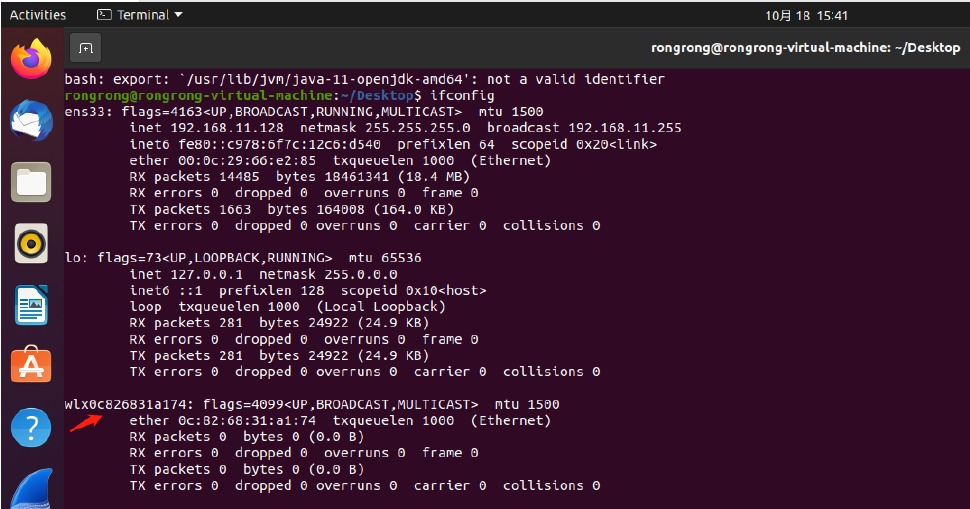 Activities Terminal 10月 18 15:41
rongrong@rongrong-virtual-machine: ~/Desktop
bash: export: `/usr/lib/jvm/java-11-openjdk-amd64': not a valid identifier
rongrong@rongrong-virtual-machine:~/Desktop$ ifconfig
ens33: flags=4163<UP,BROADCAST,RUNNING,MULTICAST>  mtu 1500
        inet 192.168.11.128  netmask 255.255.255.0  broadcast 192.168.11.255
        inet6 fe80::c978:6f7c:12c6:d540  prefixlen 64  scopeid 0x20<link>
        ether 00:0c:29:66:e2:85  txqueuelen 1000  (Ethernet)
        RX packets 14485  bytes 18461341 (18.4 MB)
        RX errors 0  dropped 0  overruns 0  frame 0
        TX packets 1663  bytes 164008 (164.0 KB)
        TX errors 0  dropped 0 overruns 0  carrier 0  collisions 0
lo: flags=73<UP,LOOPBACK,RUNNING>  mtu 65536
        inet 127.0.0.1  netmask 255.0.0.0
        inet6 ::1  prefixlen 128  scopeid 0x10<host>
        loop  txqueuelen 1000  (Local Loopback)
        RX packets 281  bytes 24922 (24.9 KB)
        RX errors 0  dropped 0  overruns 0  frame 0
        TX packets 281  bytes 24922 (24.9 KB)
        TX errors 0  dropped 0 overruns 0  carrier 0  collisions 0
wlx0c826831a174: flags=4099<UP,BROADCAST,MULTICAST>  mtu 1500
        ether 0c:82:68:31:a1:74  txqueuelen 1000  (Ethernet)
        RX packets 0  bytes 0 (0.0 B)
        RX errors 0  dropped 0  overruns 0  frame 0
        TX packets 0  bytes 0 (0.0 B)
        TX errors 0  dropped 0 overruns 0  carrier 0  collisions 0